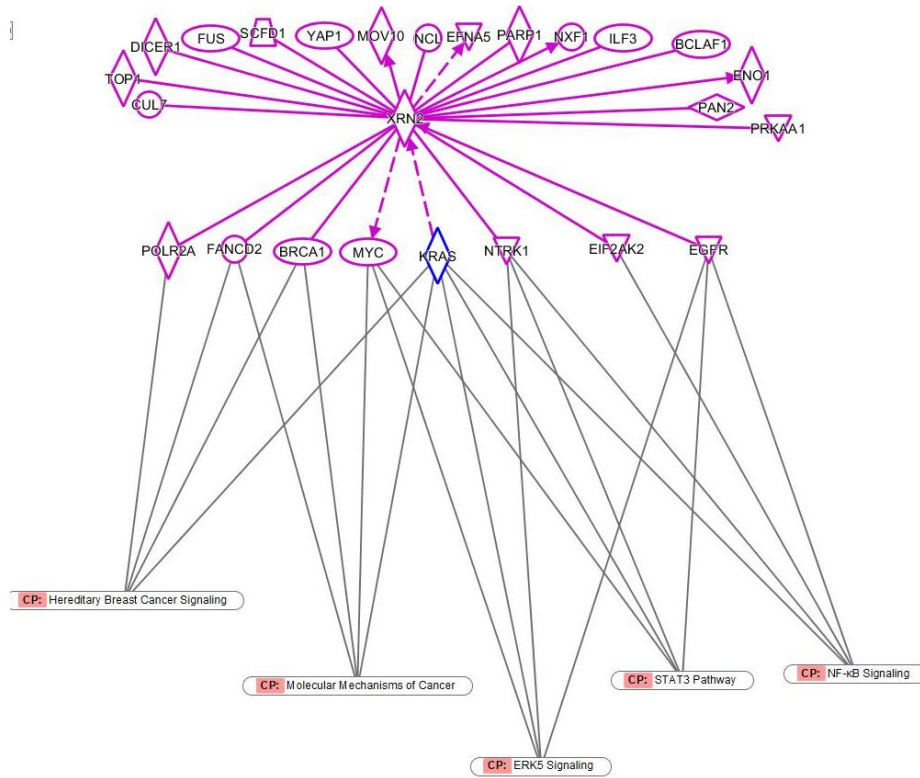 DICER1
FUS
SCFD1
YAP1
MOV10
NCL
EFNA5
PARP1
NXF1
ILF3
BCLAF1
TOP1
ENO1
CUL7
PAN2
XRN2
PRKAA1
POLR2A
FANCD2
BRCA1
MYC
KRAS
NTRK1
EIF2AK2
EGFR
CP: Hereditary Breast Cancer Signaling
CP: Molecular Mechanisms of Cancer
CP: STAT3 Pathway
CP: NF-κB Signaling
CP: ERK5 Signaling